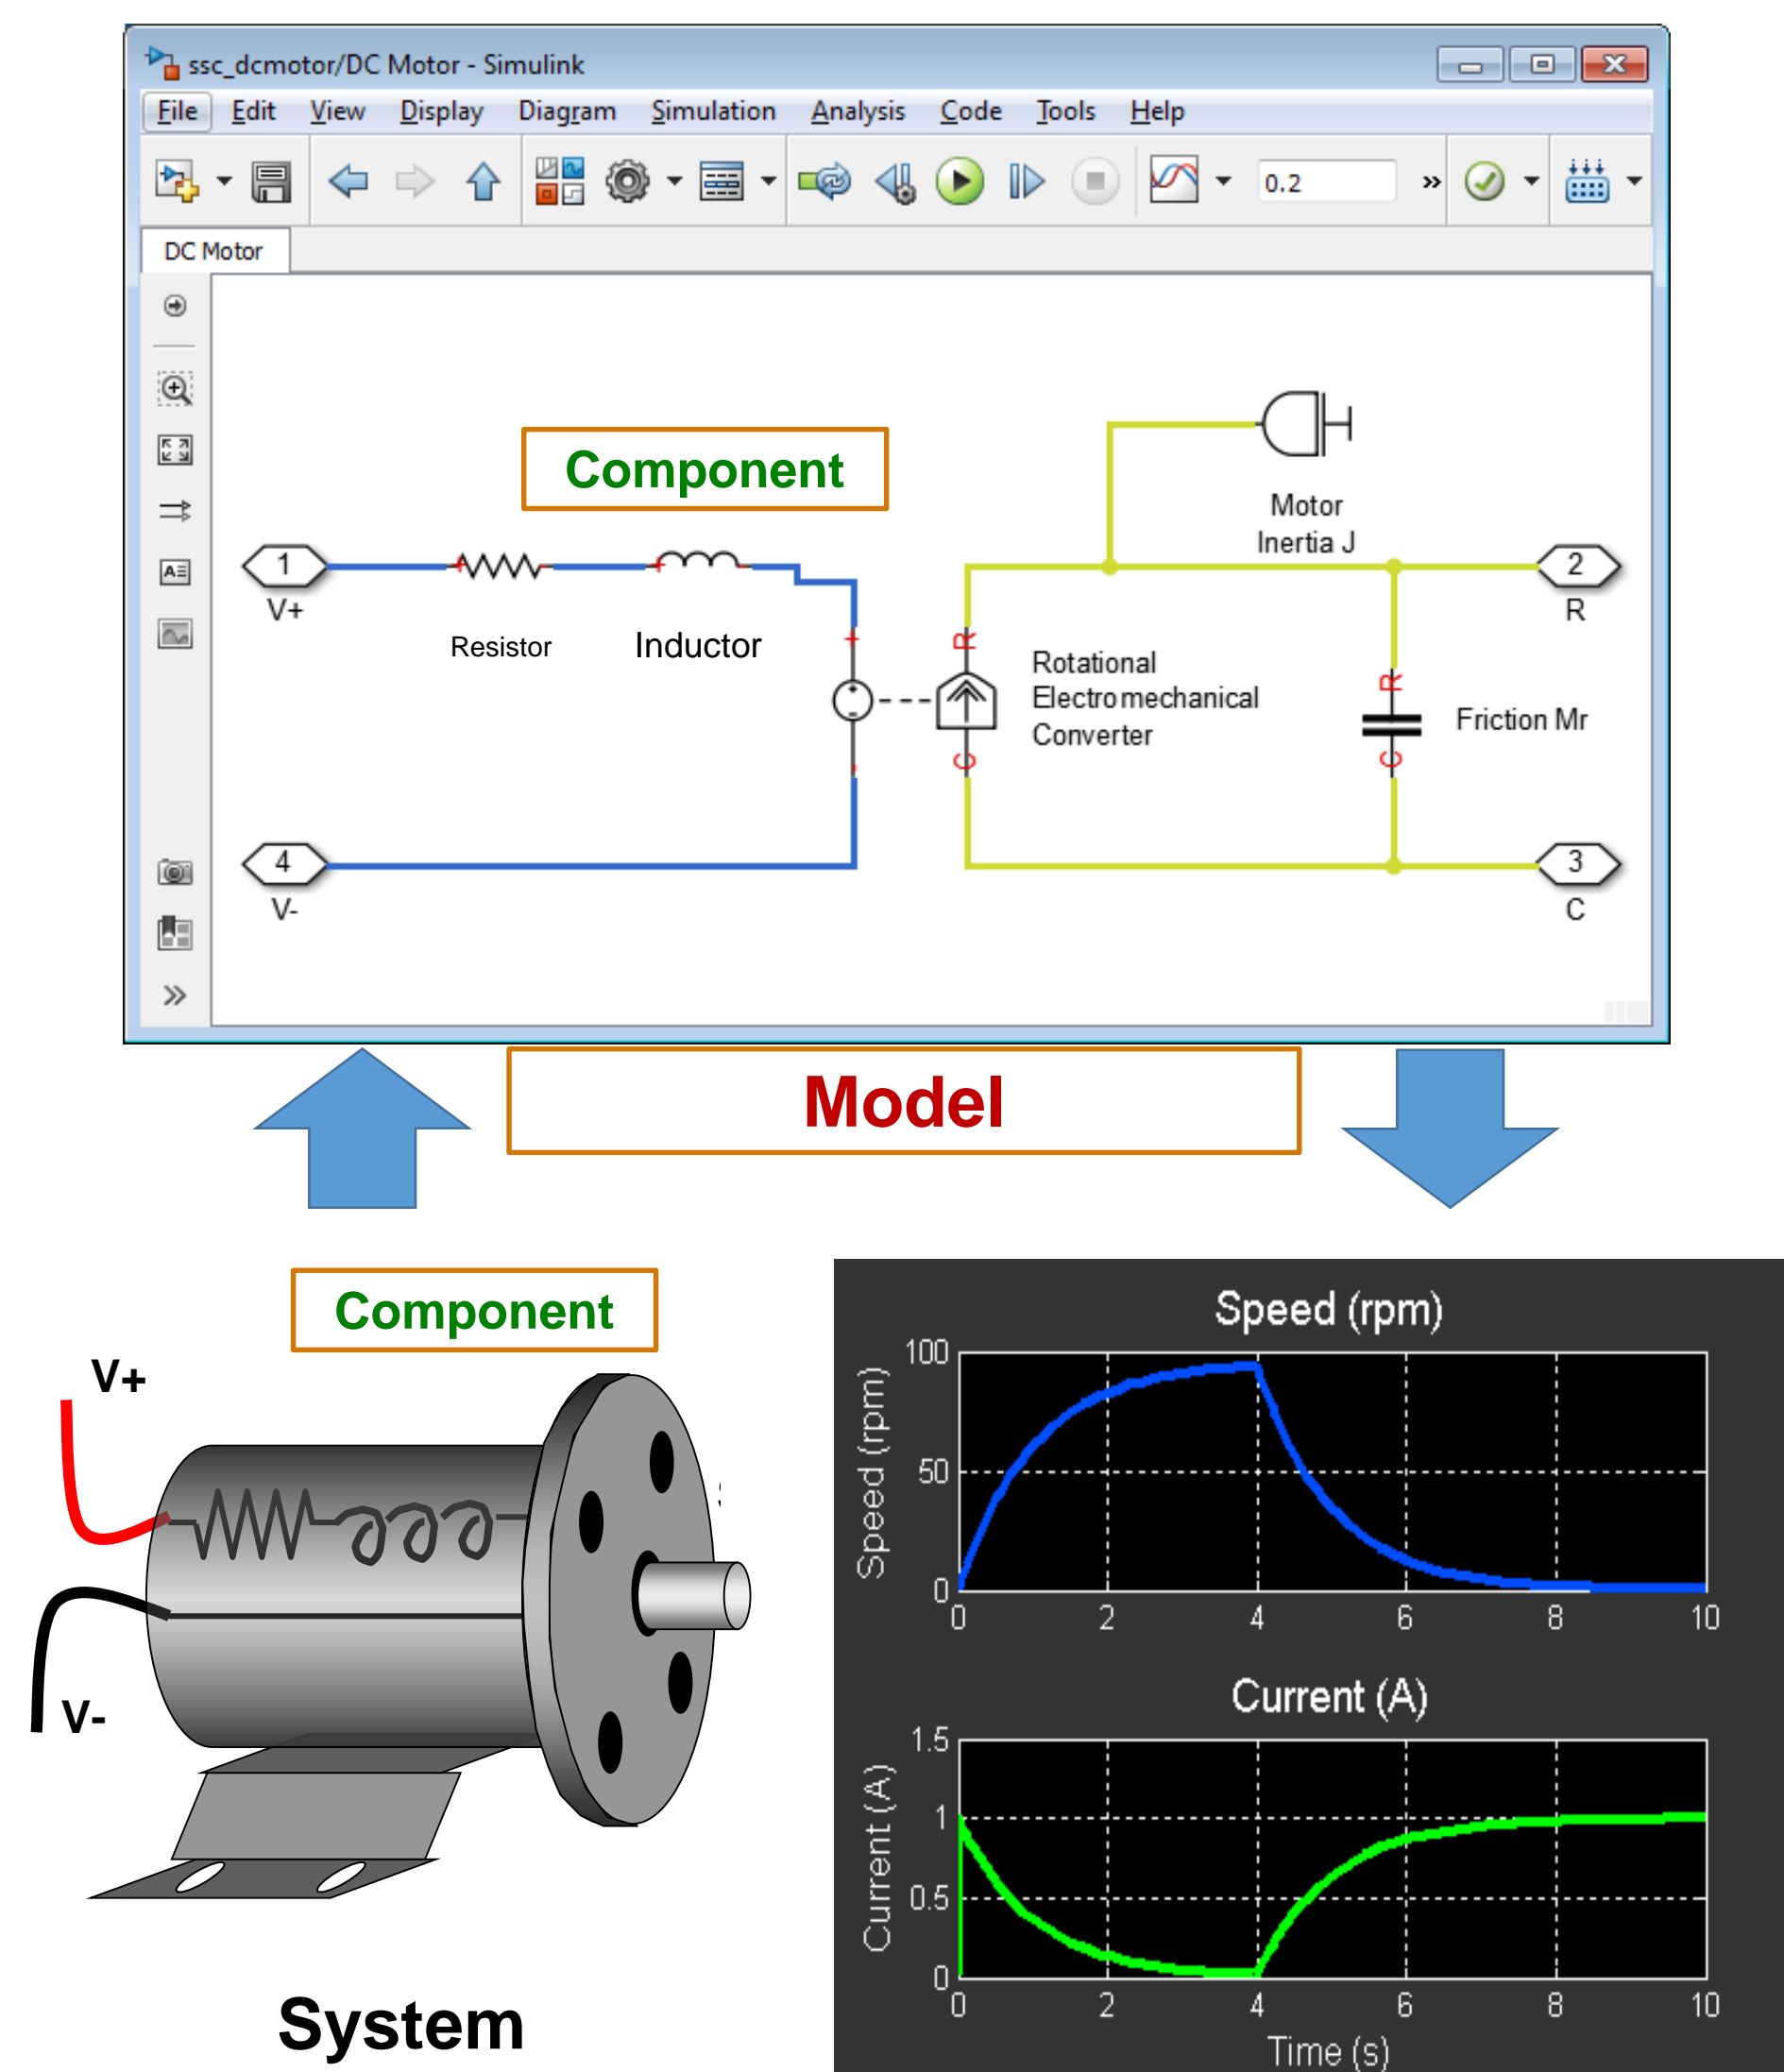 ssc_dcmotor/DC Motor - Simulink
File Edit View Display Diagram Simulation Analysis Code Tools Help
0.2
DC Motor
Component
Motor
Inertia J
1
V+
Resistor
Inductor
2
R
+
R
Rotational
Electromechanical
Converter
C
R
C
Friction Mr
4
V-
3
C
Model
Component
V+
V-
System
Speed (rpm)
Speed (rpm)
100
50
0
0 2 4 6 8 10
Current (A)
Current (A)
1.5
1
0.5
0
0 2 4 6 8 10
Time (s)